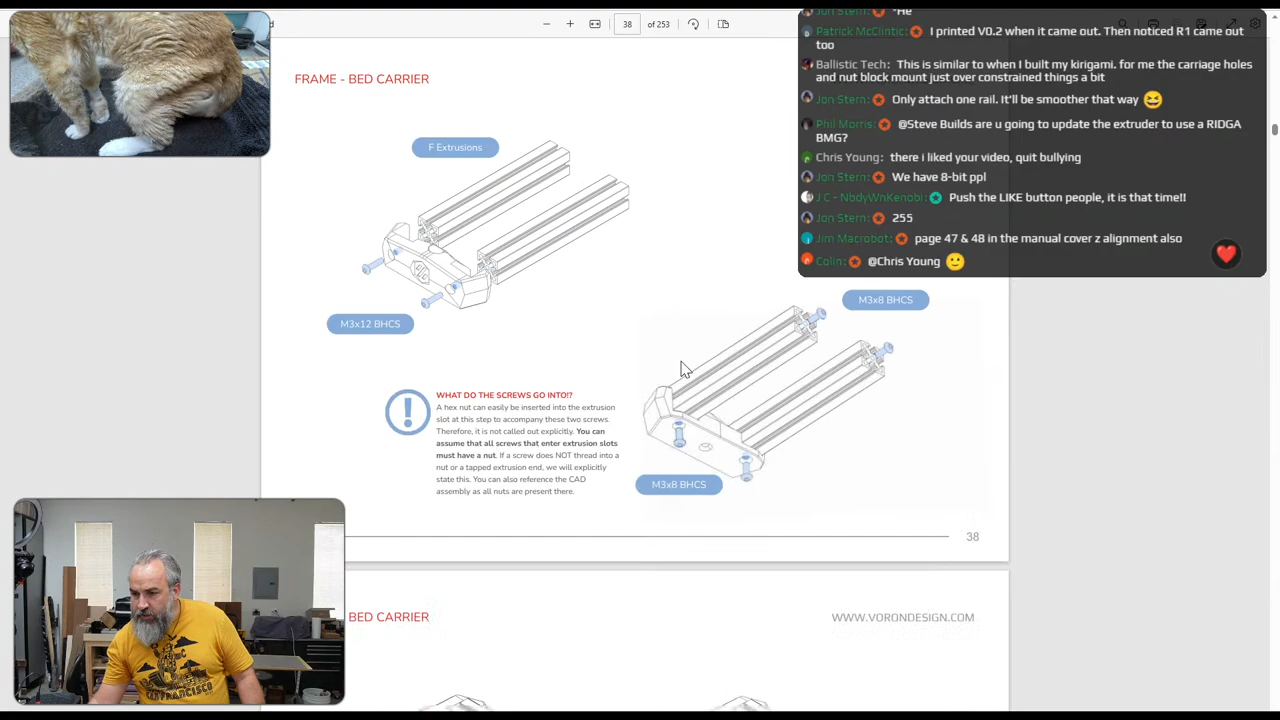 38
of 253
FRAME - BED CARRIER
F Extrusions
M3x12 BHCS
WHAT DO THE SCREWS GO INTO!?
A hex nut can easily be inserted into the extrusion
slot at this step to accompany these two screws.
Therefore, it is not called out explicitly. You can
assume that all screws that enter extrusion slots
must have a nut. If a screw does NOT thread into a
nut or a tapped extrusion end, we will explicitly
state this. You can also reference the CAD
assembly as all nuts are present there.
M3x8 BHCS
M3x8 BHCS
38
BED CARRIER
WWW.VORONDESIGN.COM
Jon Stern: *He
Patrick McClintic: I printed V0.2 when it came out. Then noticed R1 came out
too
Ballistic Tech: This is similar to when I built my kirigami. for me the carriage holes
and nut block mount just over constrained things a bit
Jon Stern: Only attach one rail. It'll be smoother that way 😆
Phil Morris: @Steve Builds are u going to update the extruder to use a RIDGA
BMG?
Chris Young: there i liked your video, quit bullying
Jon Stern: We have 8-bit ppl
J C - NbdyWnKenobi: Push the LIKE button people, it is that time!!
Jon Stern: 255
Jim Macrobot: page 47 & 48 in the manual cover z alignment also
Colin: @Chris Young 🙂